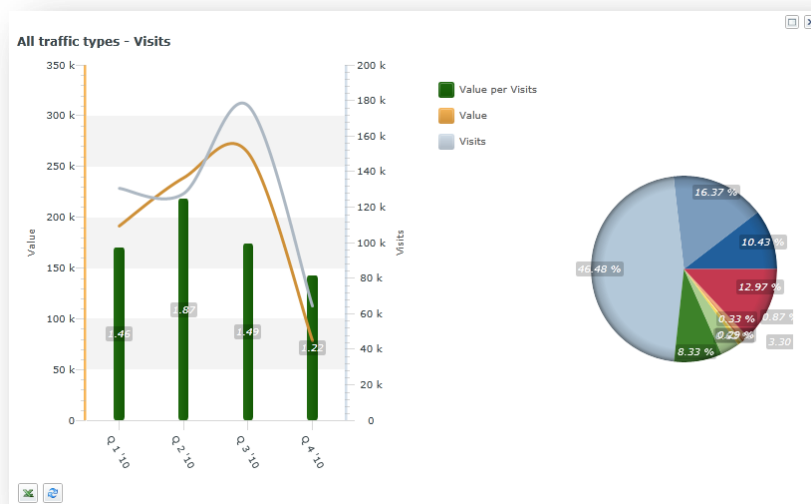 All traffic types - Visits
350 k
300 k
250 k
200 k
150 k
100 k
50 k
0
Value
200 k
180 k
160 k
140 k
120 k
100 k
80 k
60 k
40 k
20 k
0
Visits
1.46
1.87
1.49
1.22
Q 1 '10
Q 2 '10
Q 3 '10
Q 4 '10
Value per Visits
Value
Visits
16.37 %
10.43 %
46.48 %
12.97 %
0.33 %
0.87 %
3.30
8.33 %